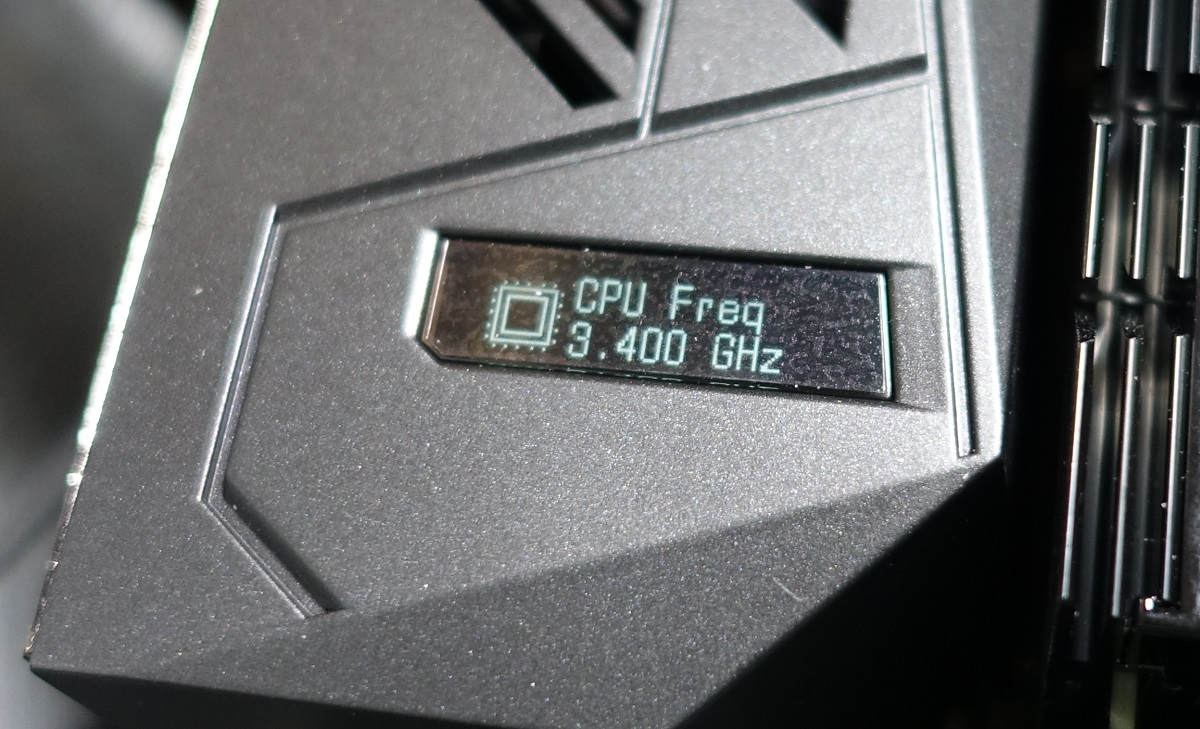 CPU Freq
3.400 GHz